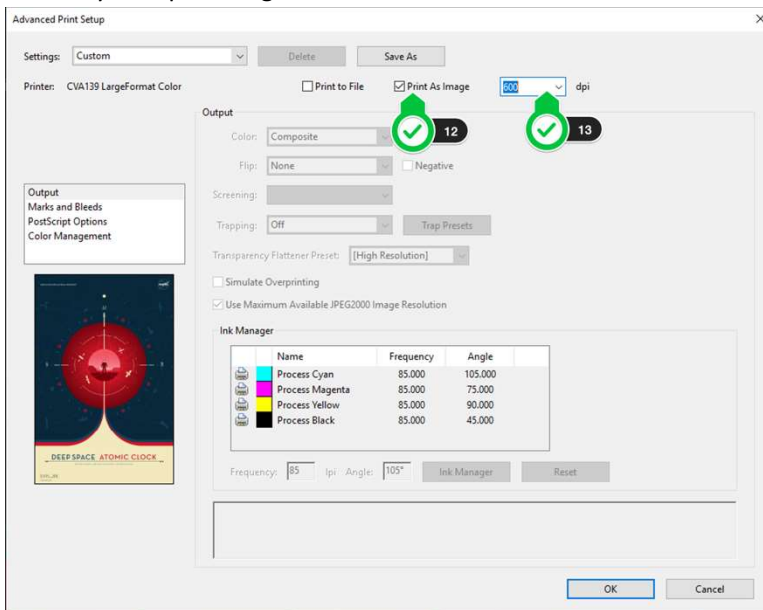 Advanced Print Setup
Settings: Custom Delete Save As
Printer: CVA139 LargeFormat Color Print to File Print As Image 600 dpi
12 13
Output
Color: Composite
Flip: None Negative
Screening:
Trapping: Off Trap Presets
Transparency Flattener Preset: [High Resolution]
Simulate Overprinting
Use Maximum Available JPEG2000 Image Resolution
Output
Marks and Bleeds
PostScript Options
Color Management
DEEP SPACE ATOMIC CLOCK
Ink Manager
Name Frequency Angle
Process Cyan 85.000 105.000
Process Magenta 85.000 75.000
Process Yellow 85.000 90.000
Process Black 85.000 45.000
Frequency: 85 lpi Angle: 105° Ink Manager Reset
OK Cancel